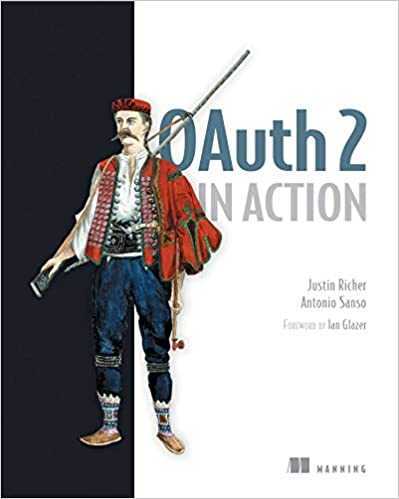 OAuth 2
IN ACTION
Justin Richer
Antonio Sanso
FOREWORD BY Ian Glazer
MANNING